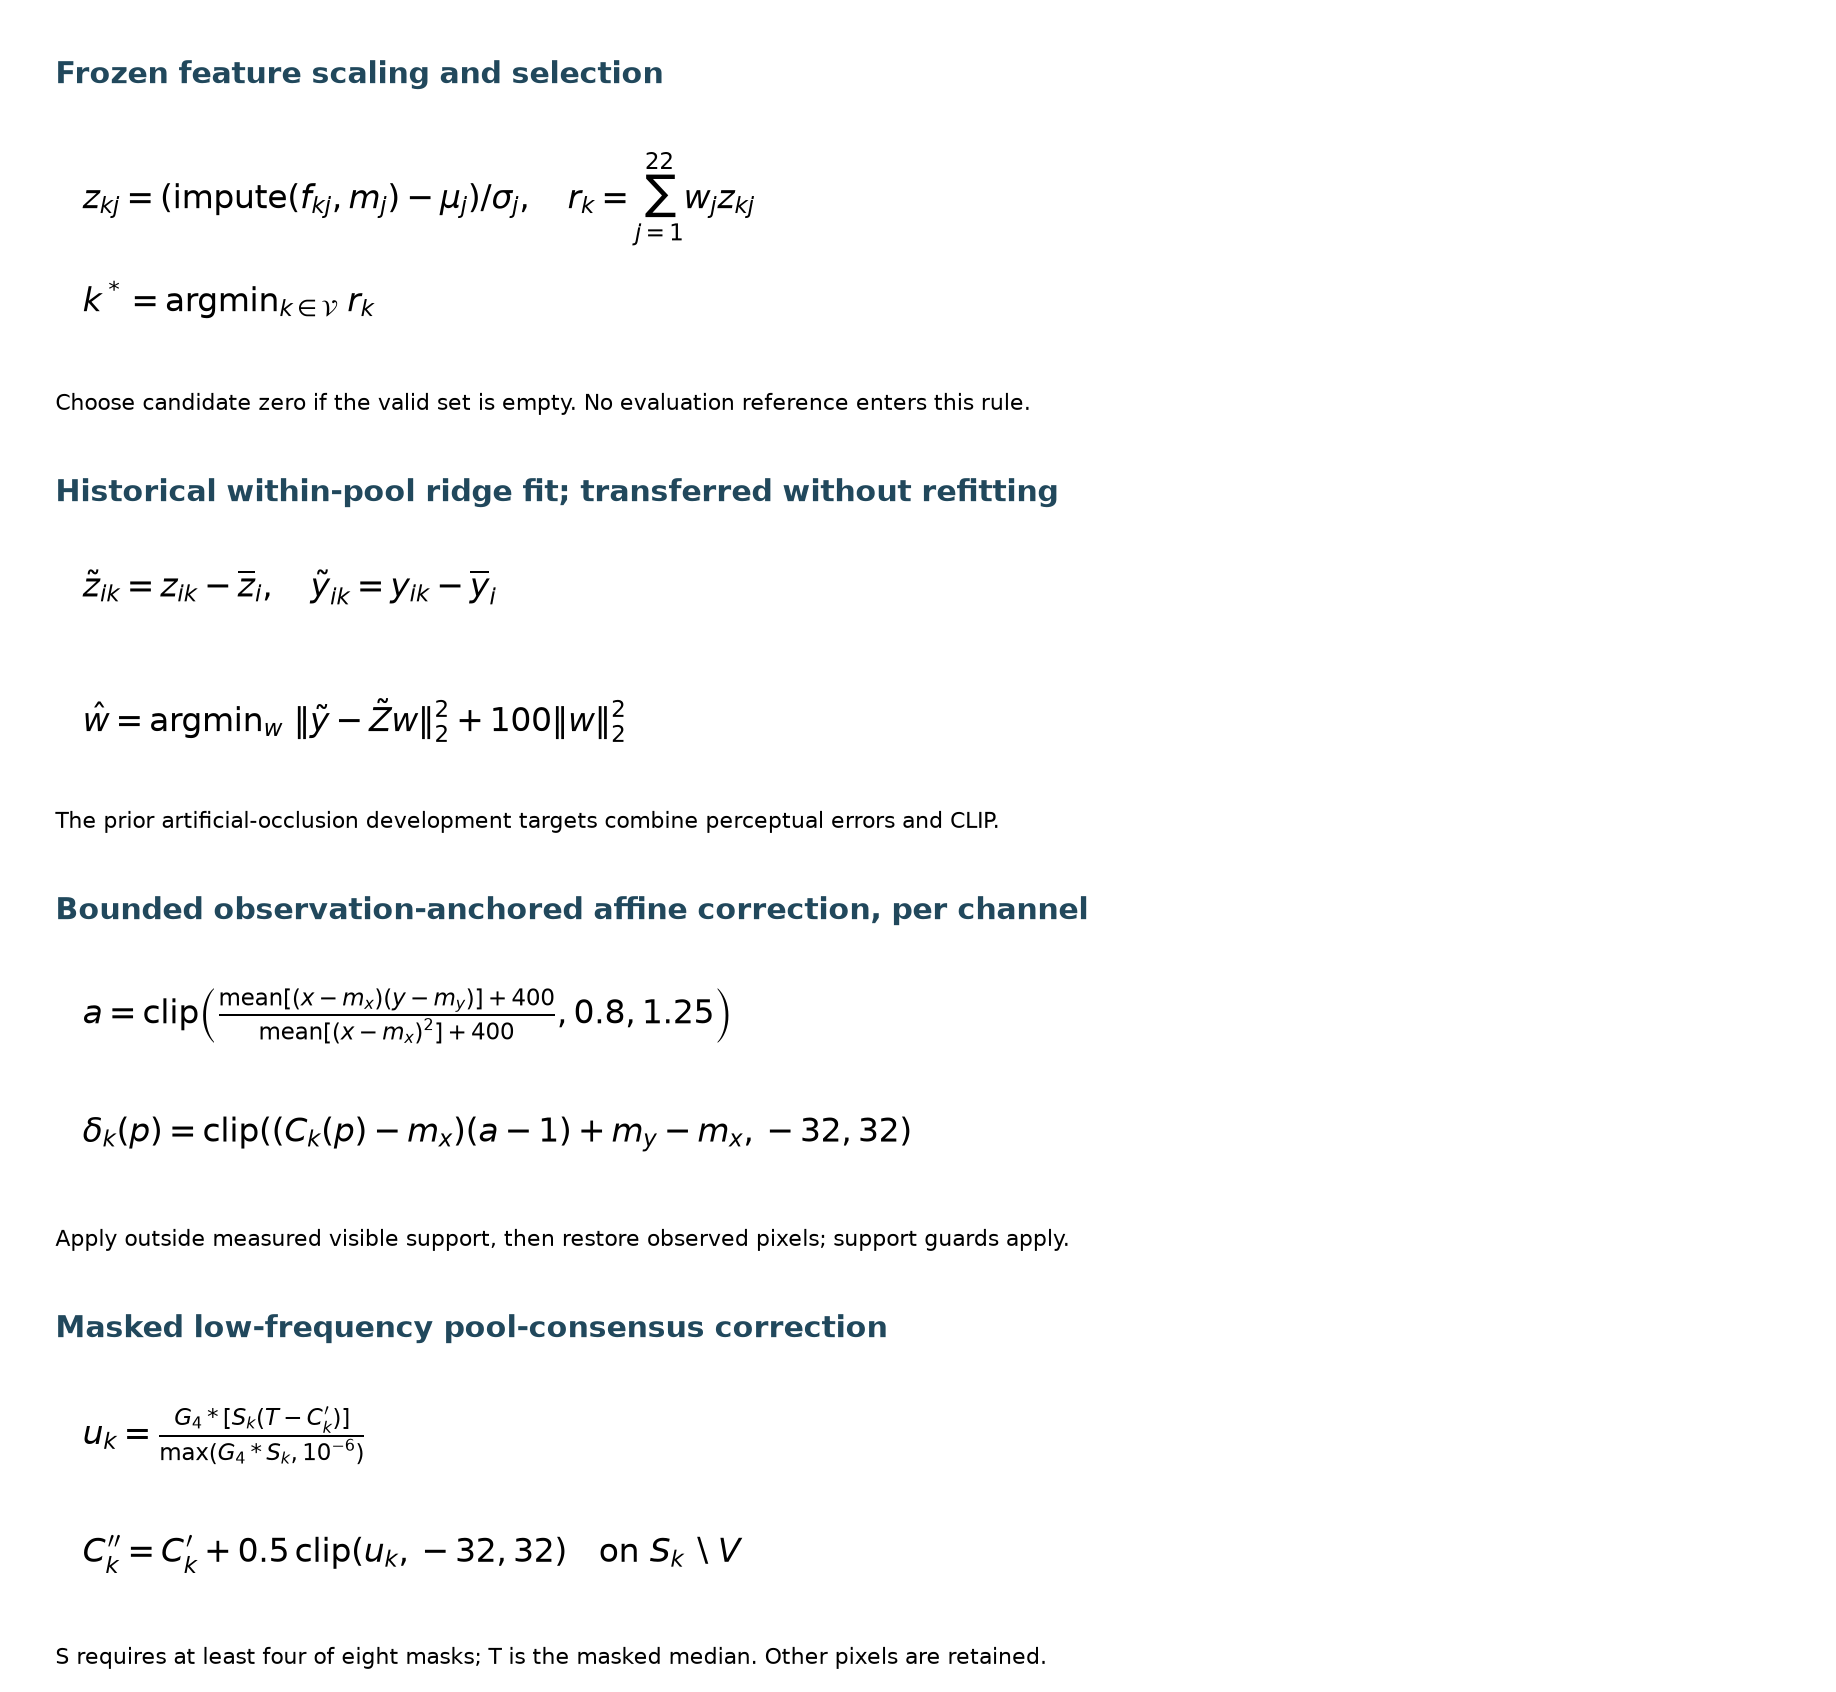 Frozen feature scaling and selection
z_{kj} = (impute(f_{kj}, m_j) − μ_j)/σ_j,  r_k = ∑_{j=1}^{22} w_j z_{kj}
k^* = argmin_{k∈𝒱} r_k
Choose candidate zero if the valid set is empty. No evaluation reference enters this rule.
Historical within-pool ridge fit; transferred without refitting
z̃_{ik} = z_{ik} − z̅_i,  ỹ_{ik} = y_{ik} − y̅_i
ŵ = argmin_w ‖ỹ − Z̃w‖_2^2 + 100‖w‖_2^2
The prior artificial-occlusion development targets combine perceptual errors and CLIP.
Bounded observation-anchored affine correction, per channel
a = clip((mean[(x − m_x)(y − m_y)] + 400)/(mean[(x − m_x)^2] + 400), 0.8, 1.25)
δ_k(p) = clip((C_k(p) − m_x)(a − 1) + m_y − m_x, −32, 32)
Apply outside measured visible support, then restore observed pixels; support guards apply.
Masked low-frequency pool-consensus correction
u_k = (G_4 * [S_k(T − C′_k)])/(max(G_4 * S_k, 10^{−6}))
C″_k = C′_k + 0.5 clip(u_k, −32, 32)  on S_k \ V
S requires at least four of eight masks; T is the masked median. Other pixels are retained.